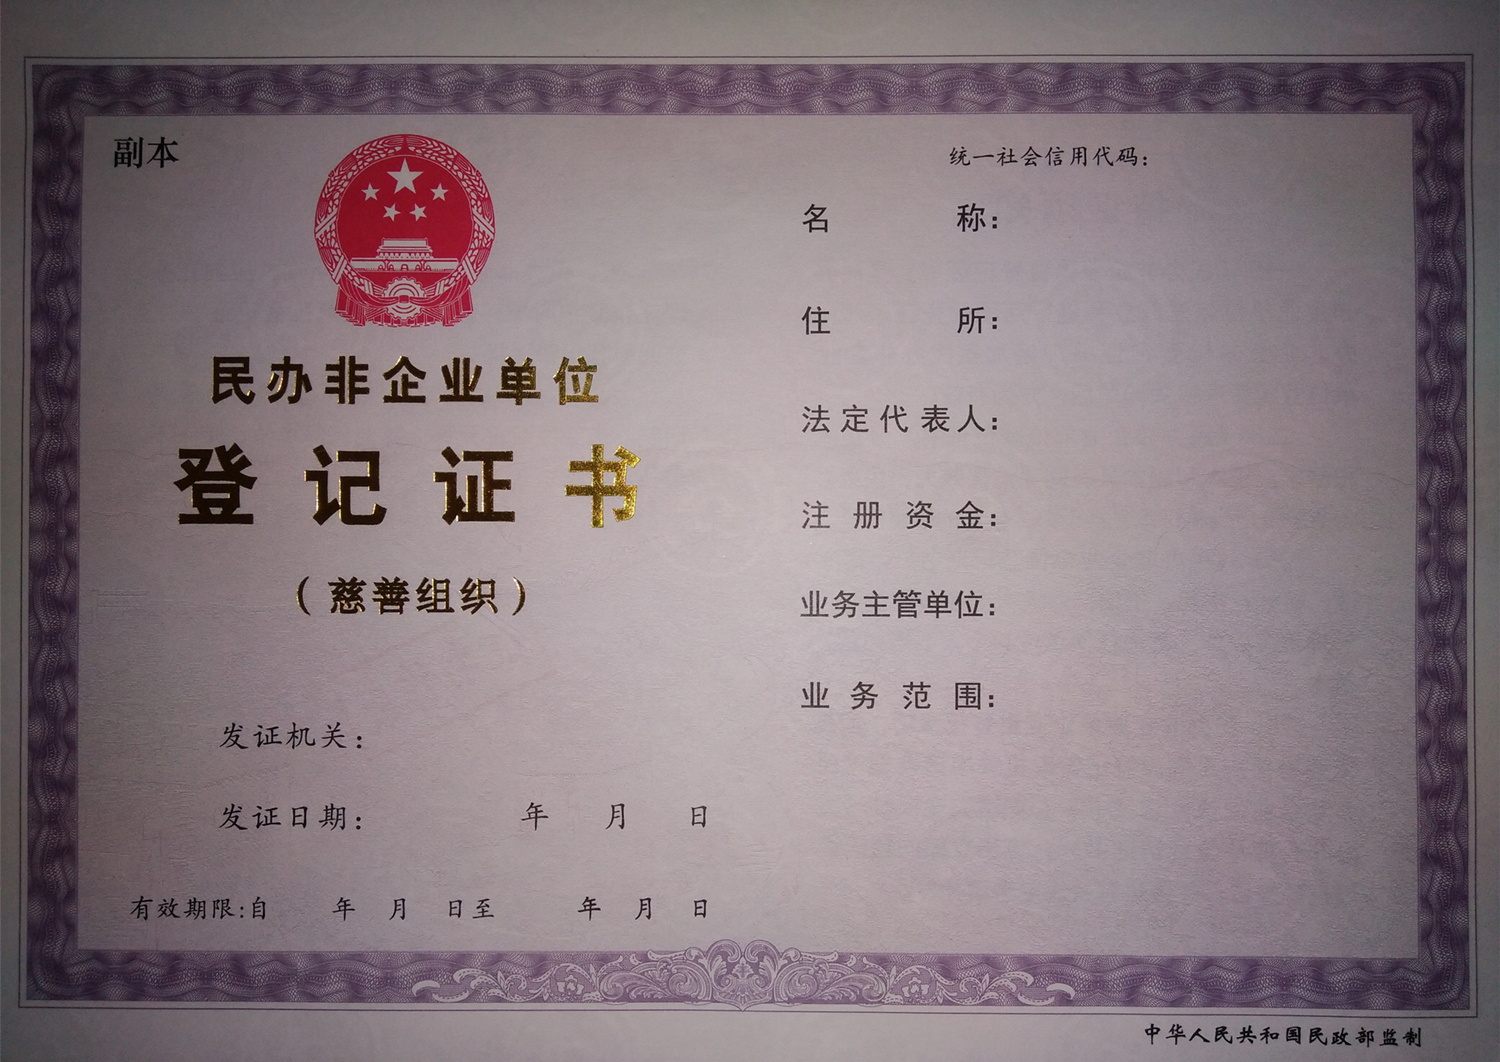 副本
民办非企业单位
登记证书
（慈善组织）
发证机关：
发证日期： 年 月 日
有效期限:自 年 月 日至 年 月 日
统一社会信用代码：
名 称：
住 所：
法定代表人：
注册资金：
业务主管单位：
业务范围：
中华人民共和国民政部监制